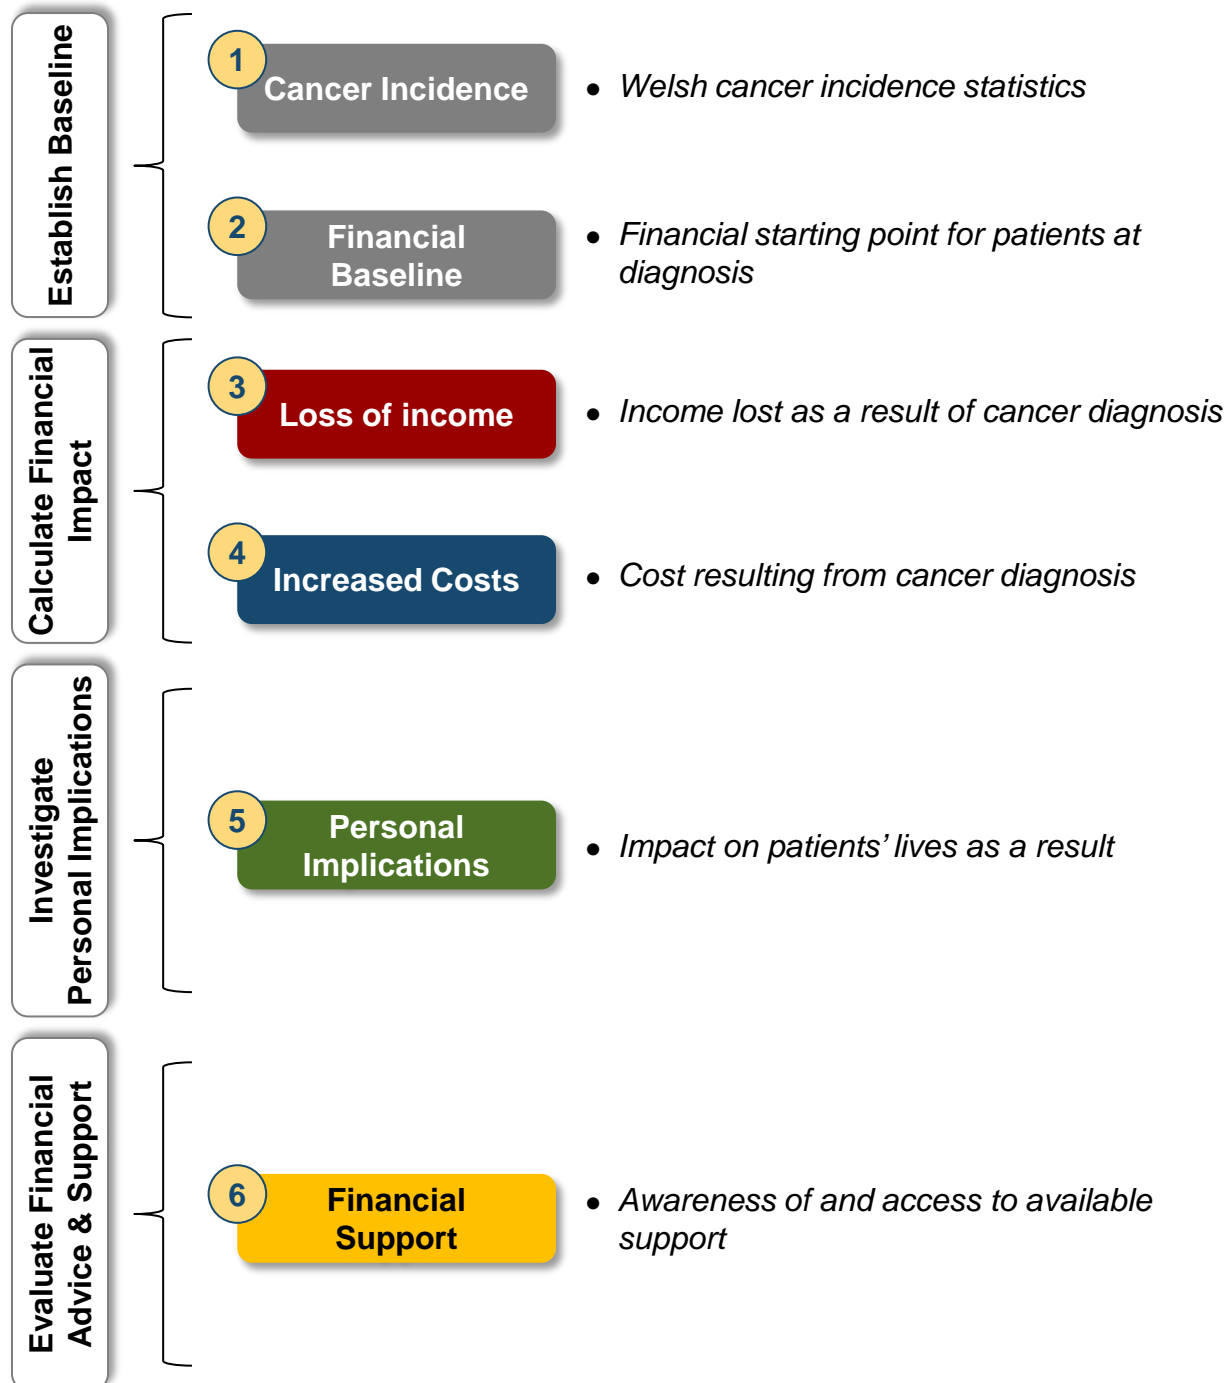 Establish Baseline
1
Cancer Incidence
● Welsh cancer incidence statistics
2
Financial
Baseline
● Financial starting point for patients at
diagnosis
Calculate Financial
Impact
3
Loss of income
● Income lost as a result of cancer diagnosis
4
Increased Costs
● Cost resulting from cancer diagnosis
Investigate
Personal Implications
5
Personal
Implications
● Impact on patients’ lives as a result
Evaluate Financial
Advice & Support
6
Financial
Support
● Awareness of and access to available
support